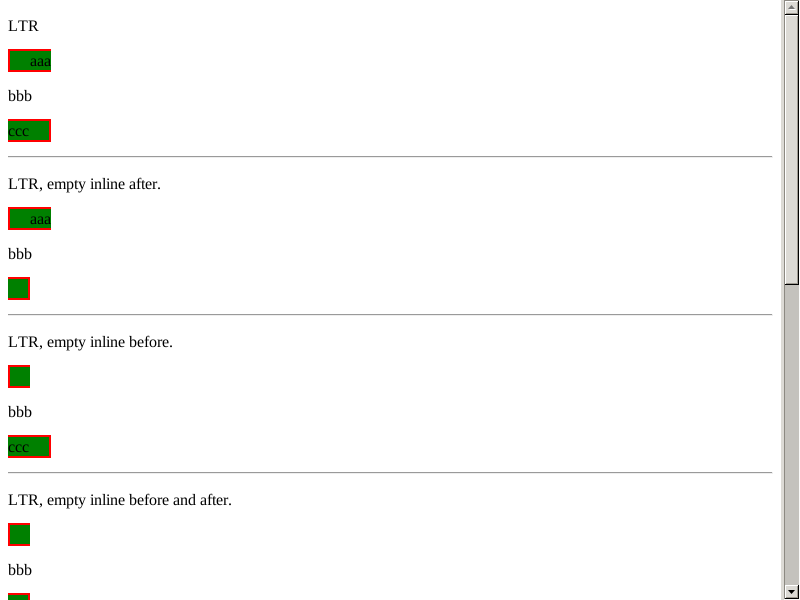 LTR
aaa
bbb
ccc
LTR, empty inline after.
aaa
bbb
LTR, empty inline before.
bbb
ccc
LTR, empty inline before and after.
bbb